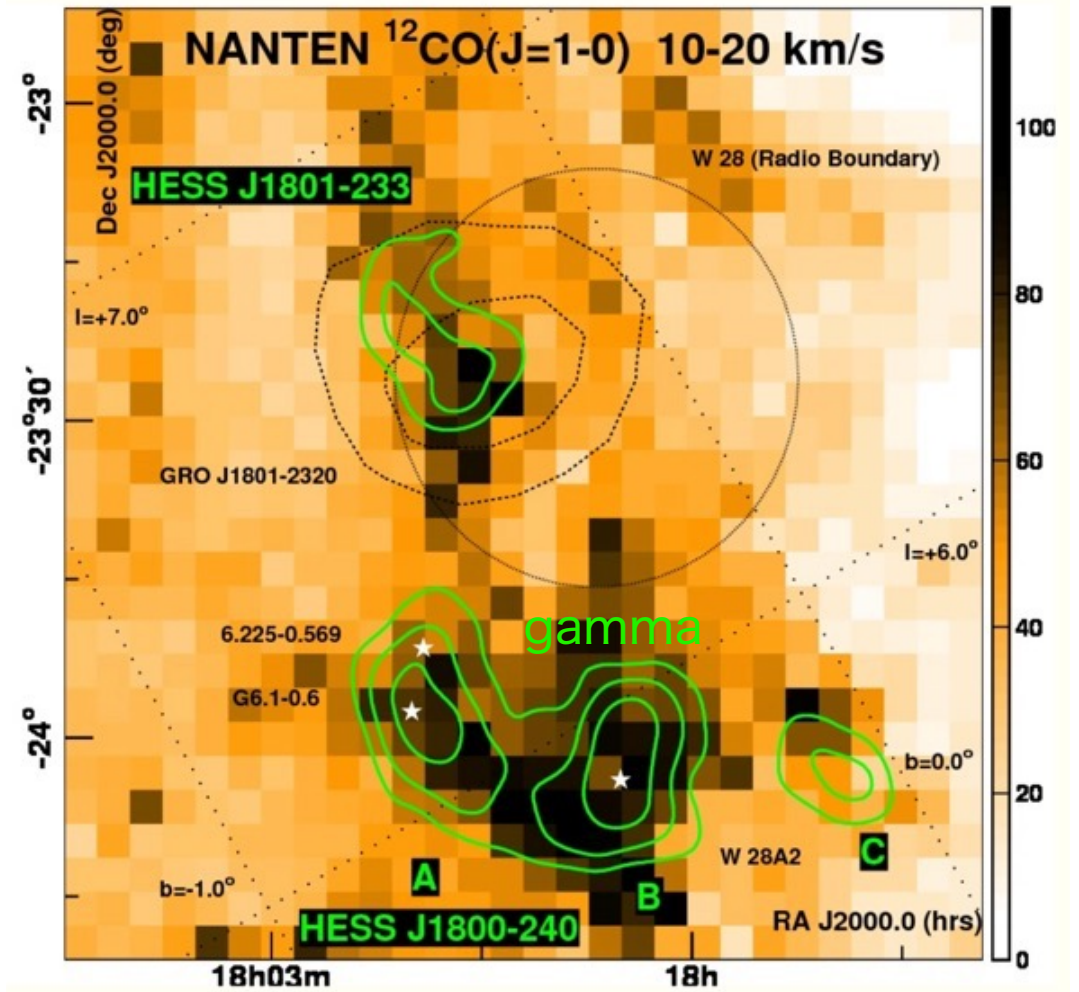 NANTEN ¹²CO(J=1-0) 10-20 km/s
Dec J2000.0 (deg)
-23°
100
W 28 (Radio Boundary)
HESS J1801-233
80
l=+7.0°
-23°30´
60
GRO J1801-2320
l=+6.0°
gamma
6.225-0.569
40
G6.1-0.6
-24°
b=0.0°
20
W 28A2
C
A
b=-1.0°
B
HESS J1800-240
RA J2000.0 (hrs)
0
18h03m
18h